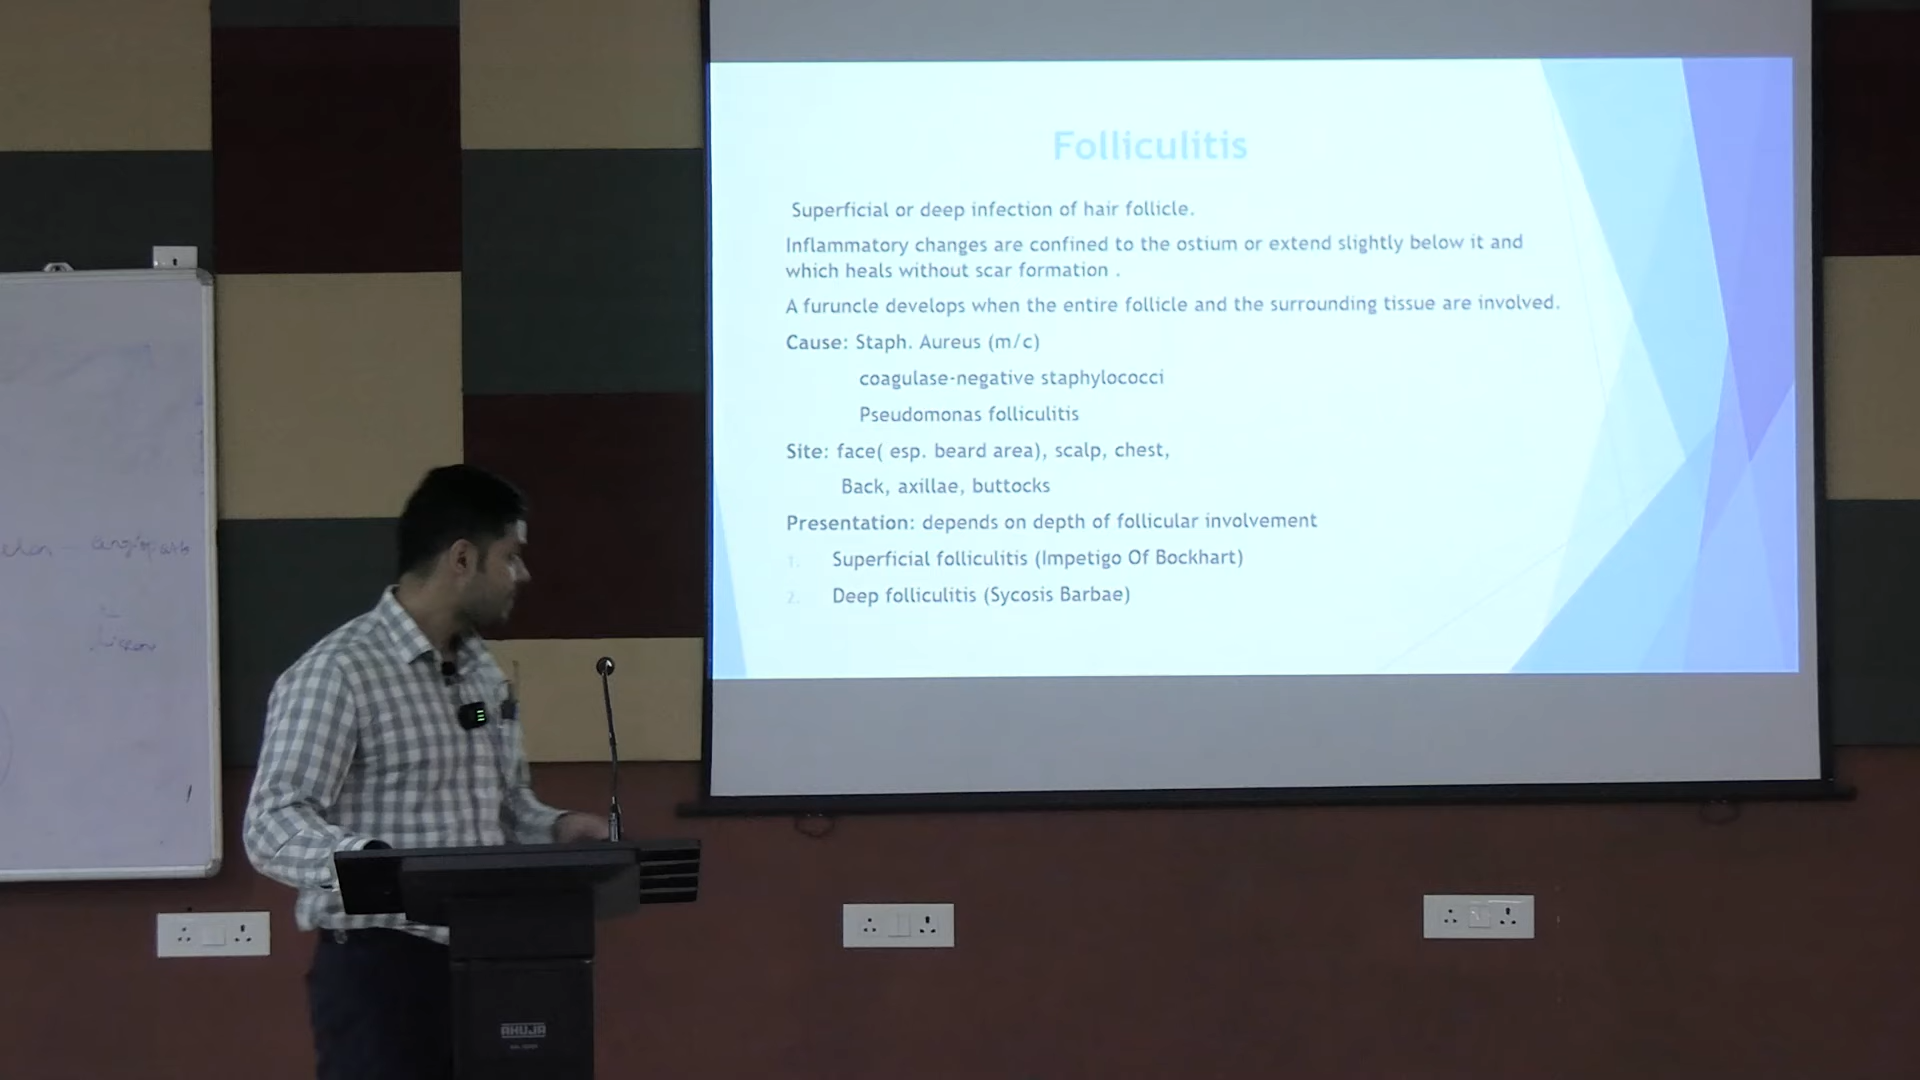 Folliculitis
Superficial or deep infection of hair follicle.
Inflammatory changes are confined to the ostium or extend slightly below it and
which heals without scar formation .
A furuncle develops when the entire follicle and the surrounding tissue are involved.
Cause: Staph. Aureus (m/c)
coagulase-negative staphylococci
Pseudomonas folliculitis
Site: face( esp. beard area), scalp, chest,
Back, axillae, buttocks
Presentation: depends on depth of follicular involvement
1. Superficial folliculitis (Impetigo Of Bockhart)
2. Deep folliculitis (Sycosis Barbae)
AHUJA